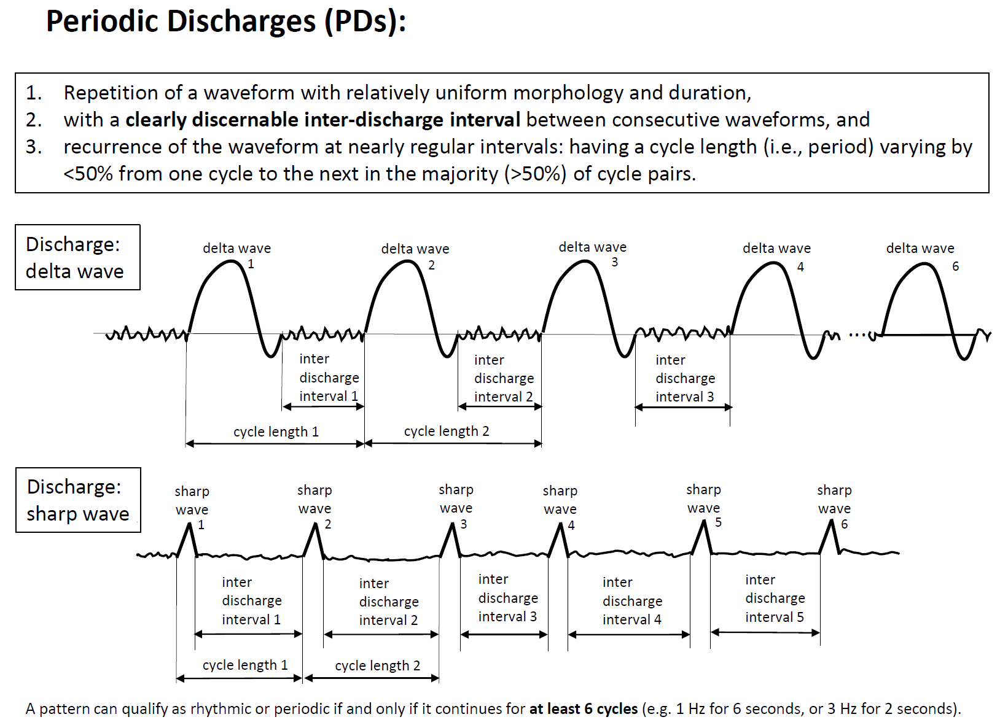 Periodic Discharges (PDs):
1. Repetition of a waveform with relatively uniform morphology and duration,
2. with a clearly discernable inter-discharge interval between consecutive waveforms, and
3. recurrence of the waveform at nearly regular intervals: having a cycle length (i.e., period) varying by
<50% from one cycle to the next in the majority (>50%) of cycle pairs.
Discharge:
delta wave
delta wave
1
delta wave
2
delta wave
3
delta wave
4
delta wave
6
inter
discharge
interval 1
inter
discharge
interval 2
inter
discharge
interval 3
cycle length 1
cycle length 2
Discharge:
sharp wave
sharp
wave
1
sharp
wave
2
sharp
wave
3
sharp
wave
4
sharp
wave
5
sharp
wave
6
inter
discharge
interval 1
inter
discharge
interval 2
inter
discharge
interval 3
inter
discharge
interval 4
inter
discharge
interval 5
cycle length 1
cycle length 2
A pattern can qualify as rhythmic or periodic if and only if it continues for at least 6 cycles (e.g. 1 Hz for 6 seconds, or 3 Hz for 2 seconds).